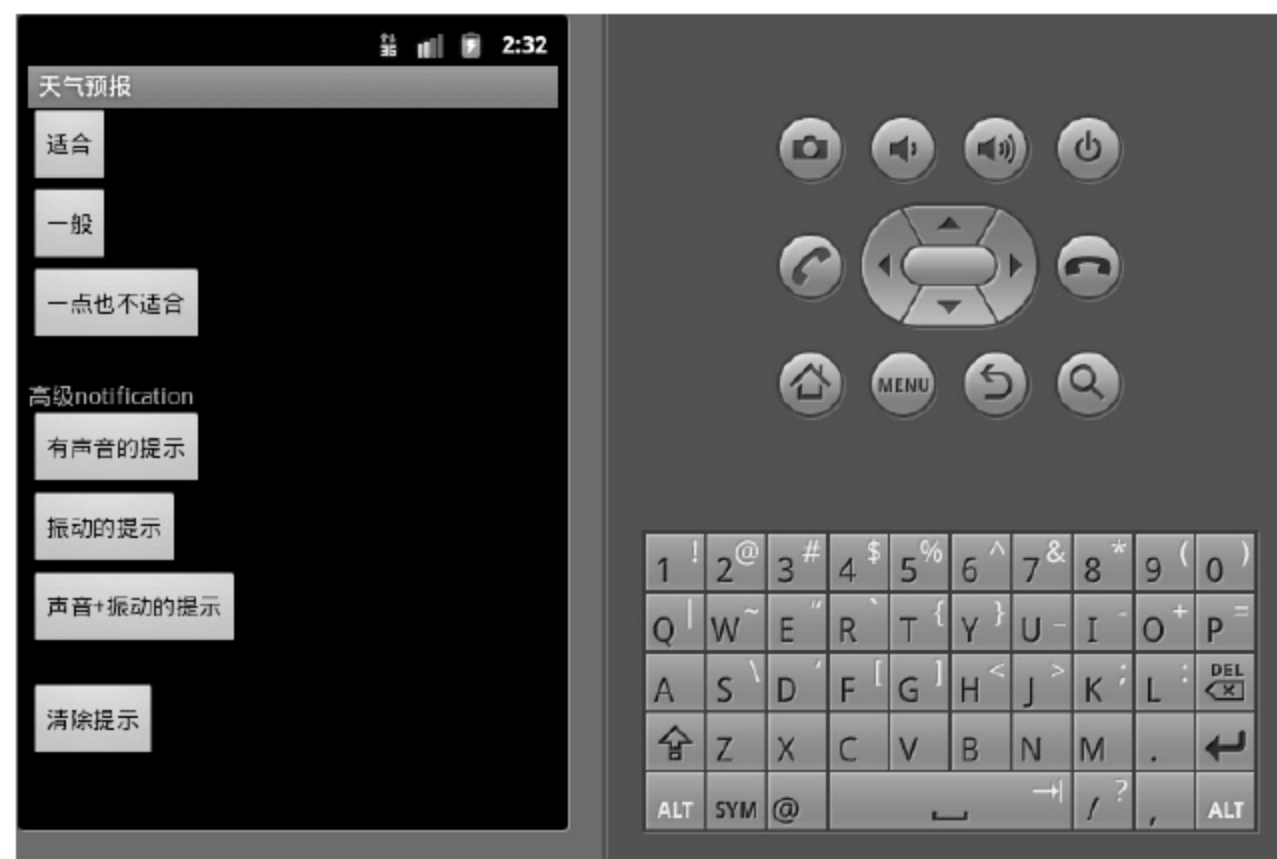 3G 2:32
天气预报
适合
一般
一点也不适合
高级notification
有声音的提示
振动的提示
声音+振动的提示
清除提示
MENU
1 ! 2 @ 3 # 4 $ 5 % 6 ^ 7 & 8 * 9 ( 0 )
Q | W ~ E " R ` T { Y } U _ I - O + P =
A S \ D ' F [ G ] H < J > K ; L : DEL
Z X C V B N M .
ALT SYM @ / ? , ALT